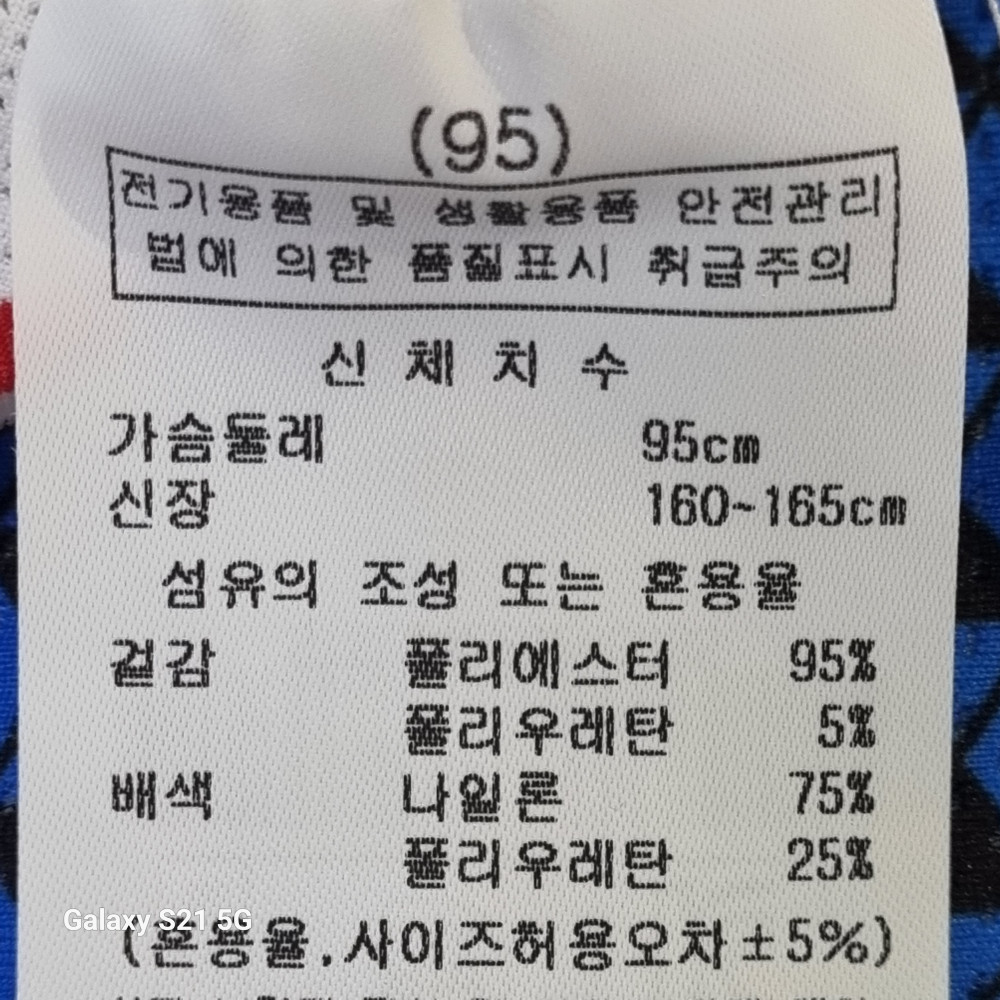 (95)
전기용품 및 생활용품 안전관리
법에 의한 품질표시 취급주의
신 체 치 수
가슴둘레 95cm
신장 160~165cm
섬유의 조성 또는 혼용율
겉감 폴리에스터 95%
폴리우레탄 5%
배색 나일론 75%
폴리우레탄 25%
Galaxy S21 5G
(혼용율.사이즈허용오차±5%)